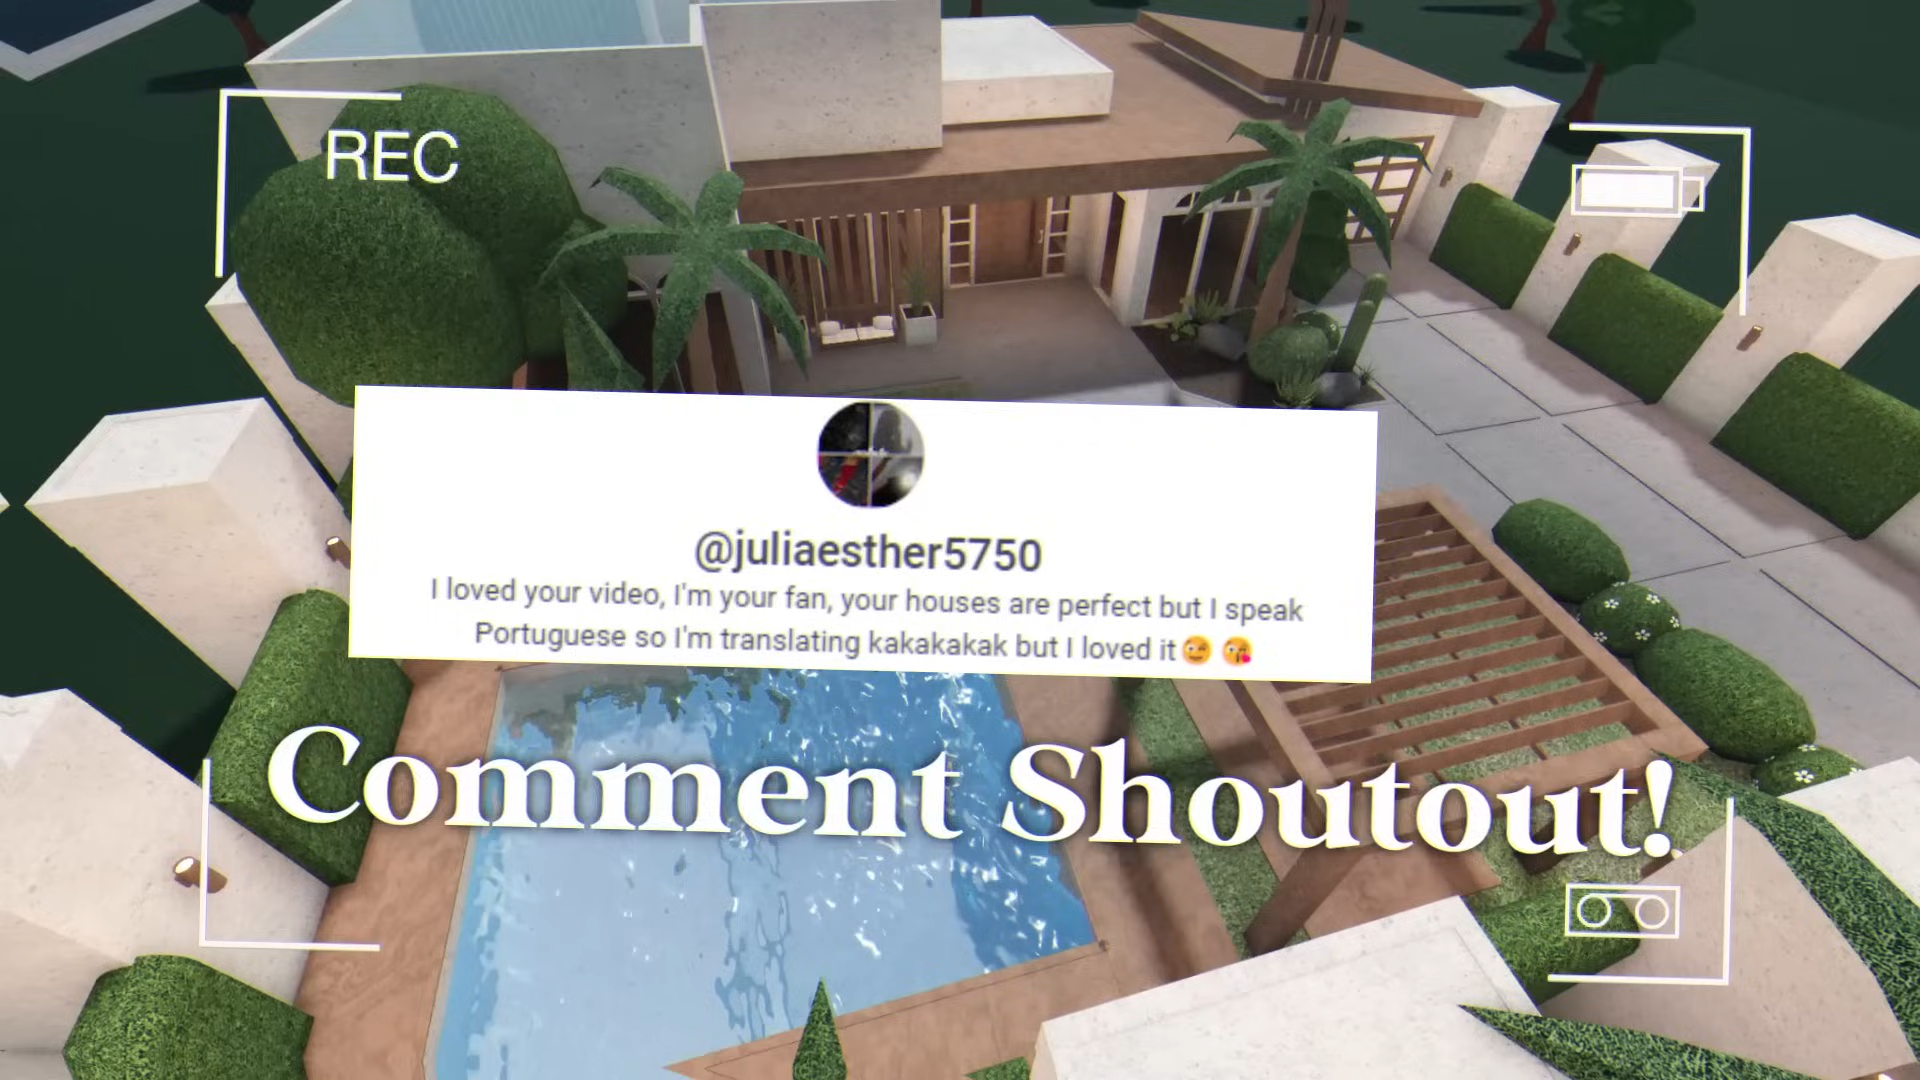 REC
@juliaesther5750
I loved your video, I'm your fan, your houses are perfect but I speak
Portuguese so I'm translating kakakakak but I loved it😉 😘
Comment Shoutout!